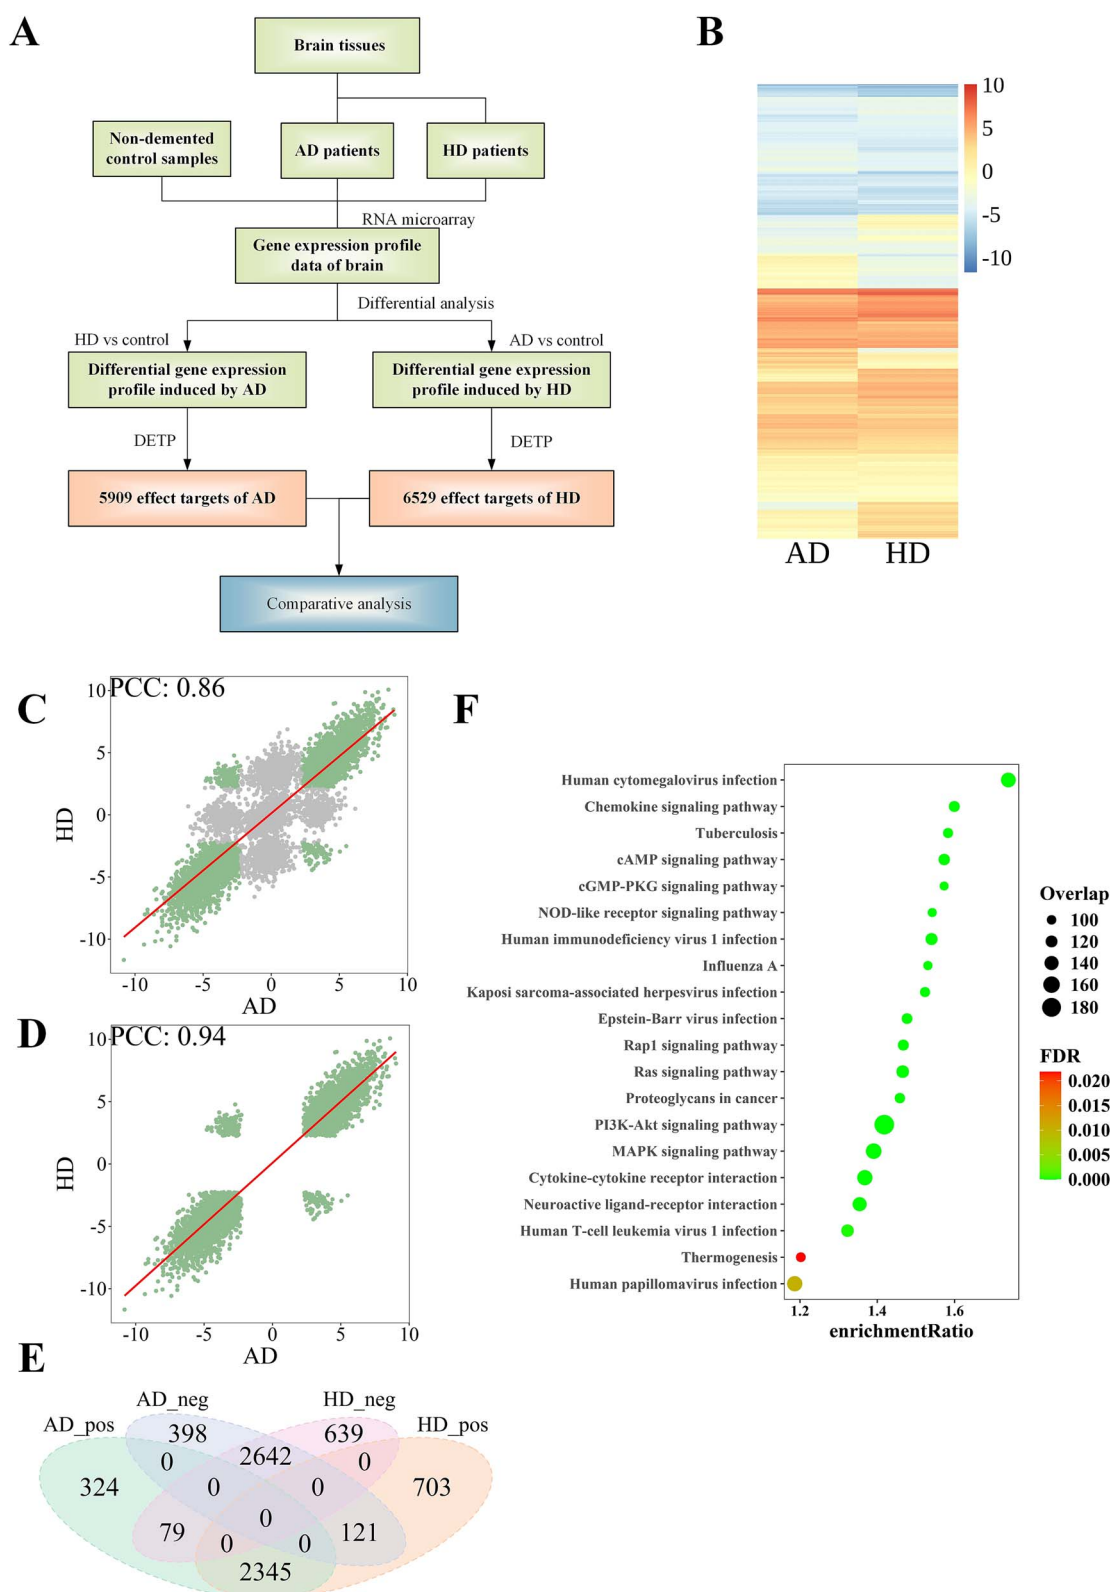 A
Brain tissues
Non-demented
control samples
AD patients
HD patients
RNA microarray
Gene expression profile
data of brain
Differential analysis
HD vs control
AD vs control
Differential gene expression
profile induced by AD
Differential gene expression
profile induced by HD
DETP
DETP
5909 effect targets of AD
6529 effect targets of HD
Comparative analysis
B
10
5
0
-5
-10
AD
HD
C
PCC: 0.86
10
5
0
-5
-10
HD
-10
-5
0
5
10
AD
D
PCC: 0.94
10
5
0
-5
-10
HD
-10
-5
0
5
10
AD
E
AD_pos
AD_neg
HD_neg
HD_pos
398
639
0
2642
0
324
0
0
703
0
79
0
0
121
2345
F
Human cytomegalovirus infection
Chemokine signaling pathway
Tuberculosis
cAMP signaling pathway
cGMP-PKG signaling pathway
NOD-like receptor signaling pathway
Human immunodeficiency virus 1 infection
Influenza A
Kaposi sarcoma-associated herpesvirus infection
Epstein-Barr virus infection
Rap1 signaling pathway
Ras signaling pathway
Proteoglycans in cancer
PI3K-Akt signaling pathway
MAPK signaling pathway
Cytokine-cytokine receptor interaction
Neuroactive ligand-receptor interaction
Human T-cell leukemia virus 1 infection
Thermogenesis
Human papillomavirus infection
1.2
1.4
1.6
enrichmentRatio
Overlap
100
120
140
160
180
FDR
0.020
0.015
0.010
0.005
0.000